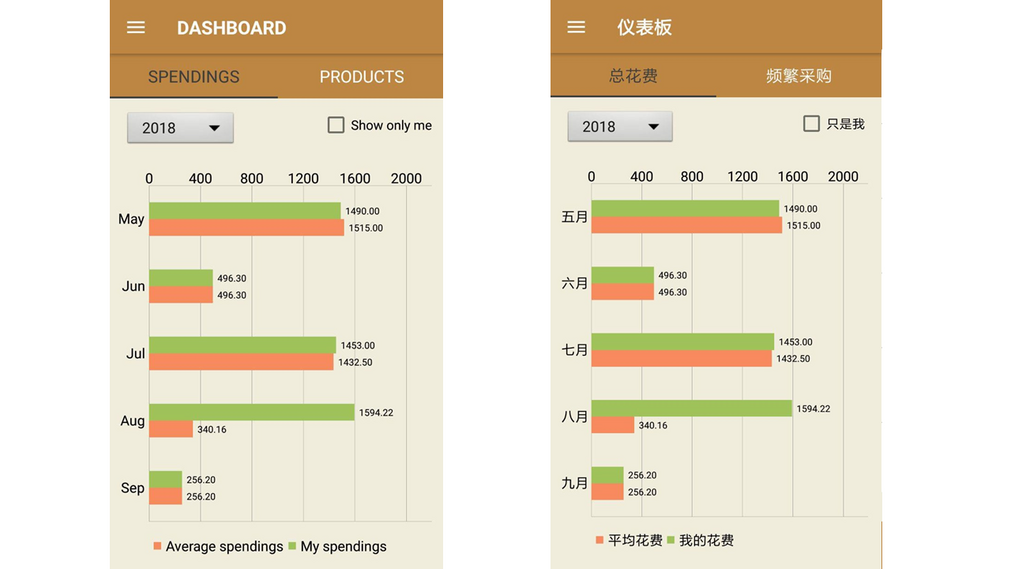 DASHBOARD
SPENDINGS PRODUCTS
2018 Show only me
0 400 800 1200 1600 2000
May 1490.00
1515.00
Jun 496.30
496.30
Jul 1453.00
1432.50
Aug 1594.22
340.16
Sep 256.20
256.20
Average spendings My spendings
仪表板
总花费 频繁采购
2018 只是我
0 400 800 1200 1600 2000
五月 1490.00
1515.00
六月 496.30
496.30
七月 1453.00
1432.50
八月 1594.22
340.16
九月 256.20
256.20
平均花费 我的花费